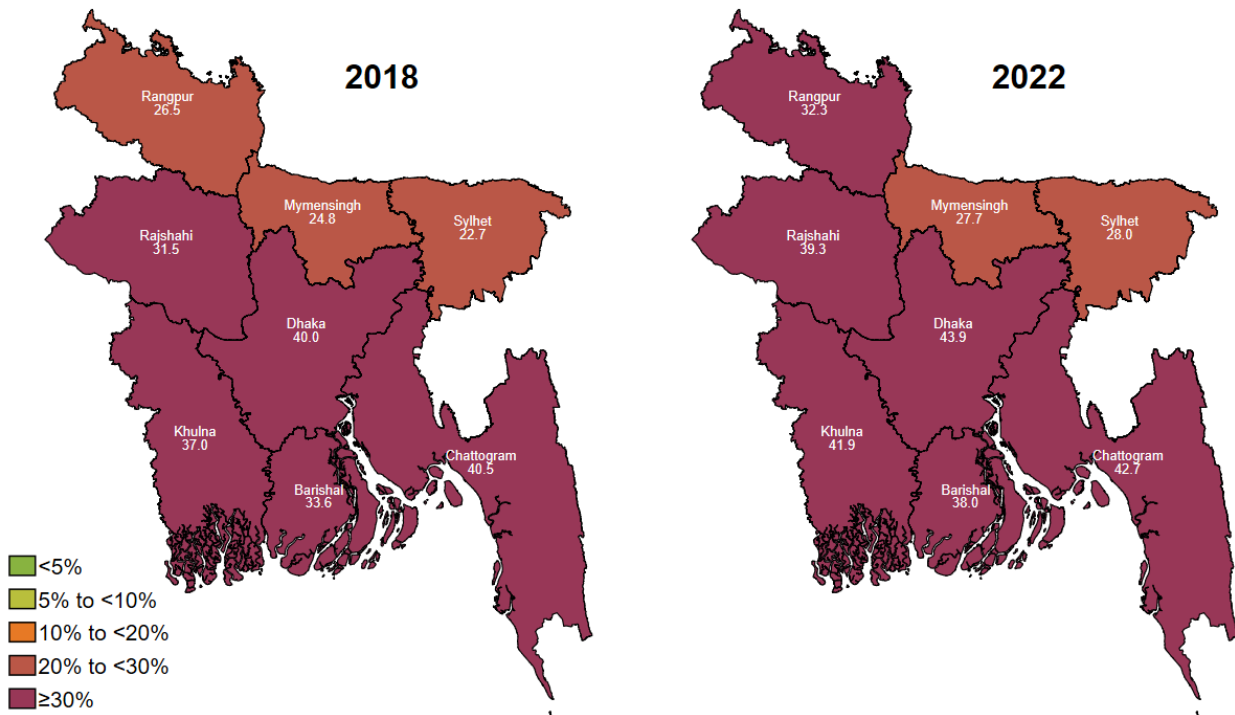 2018
Rangpur
26.5
Mymensingh
24.8
Sylhet
22.7
Rajshahi
31.5
Dhaka
40.0
Khulna
37.0
Chattogram
40.5
Barishal
33.6
2022
Rangpur
32.3
Mymensingh
27.7
Sylhet
28.0
Rajshahi
39.3
Dhaka
43.9
Khulna
41.9
Chattogram
42.7
Barishal
38.0
<5%
5% to <10%
10% to <20%
20% to <30%
≥30%